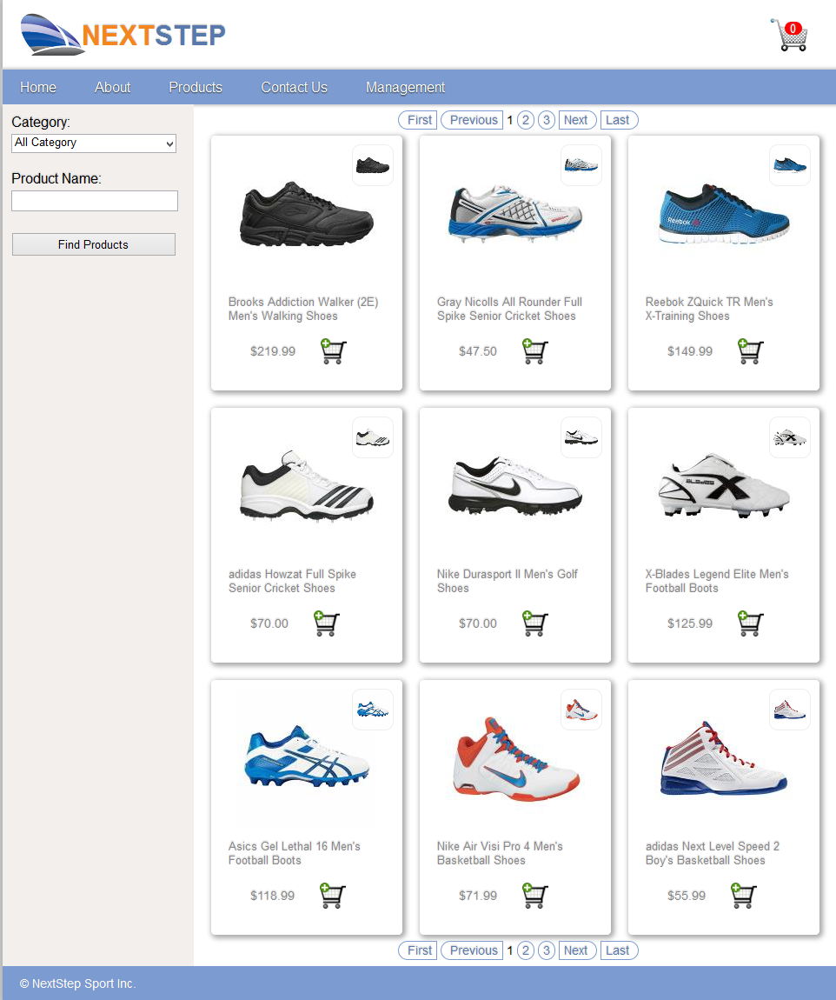 NEXTSTEP
0
Home About Products Contact Us Management
Category:
All Category
Product Name:
Find Products
First Previous 1 2 3 Next Last
Reebok
Brooks Addiction Walker (2E)
Men's Walking Shoes
$219.99
Gray Nicolls All Rounder Full
Spike Senior Cricket Shoes
$47.50
Reebok ZQuick TR Men's
X-Training Shoes
$149.99
BLADES
adidas Howzat Full Spike
Senior Cricket Shoes
$70.00
Nike Durasport II Men's Golf
Shoes
$70.00
X-Blades Legend Elite Men's
Football Boots
$125.99
Asics Gel Lethal 16 Men's
Football Boots
$118.99
Nike Air Visi Pro 4 Men's
Basketball Shoes
$71.99
adidas Next Level Speed 2
Boy's Basketball Shoes
$55.99
First Previous 1 2 3 Next Last
© NextStep Sport Inc.